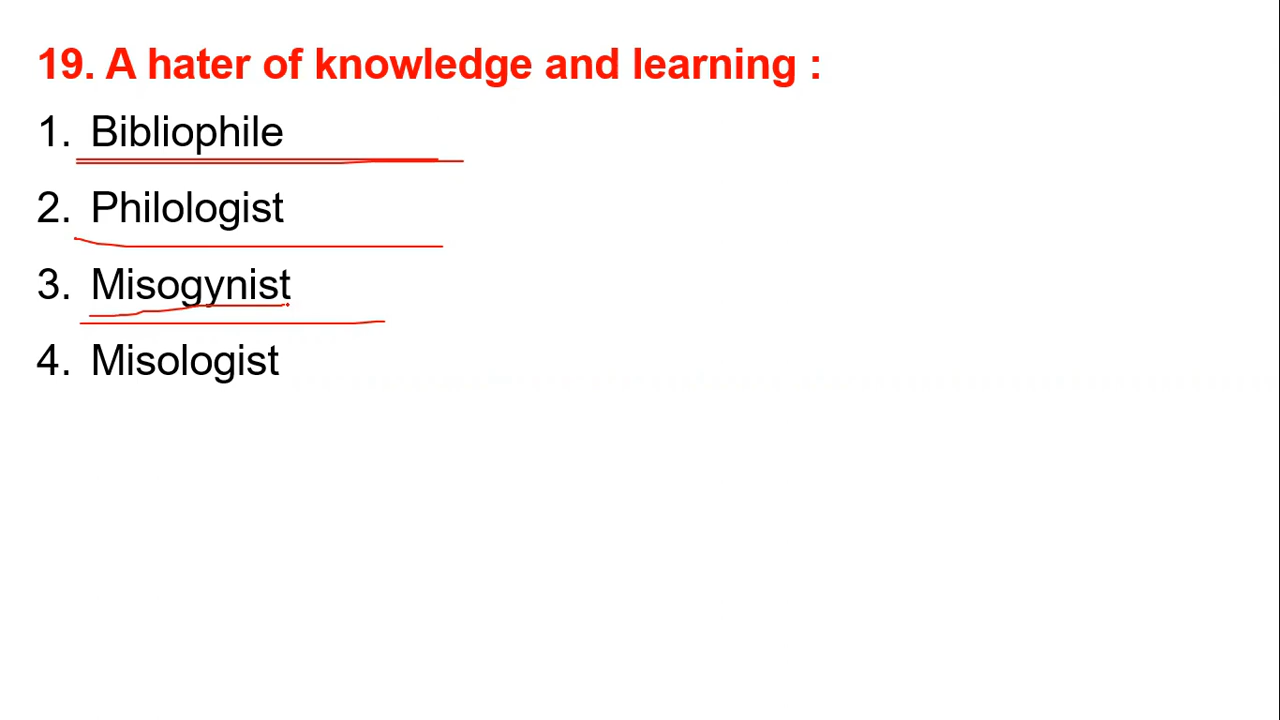 19. A hater of knowledge and learning :
1. Bibliophile
2. Philologist
3. Misogynist
4. Misologist